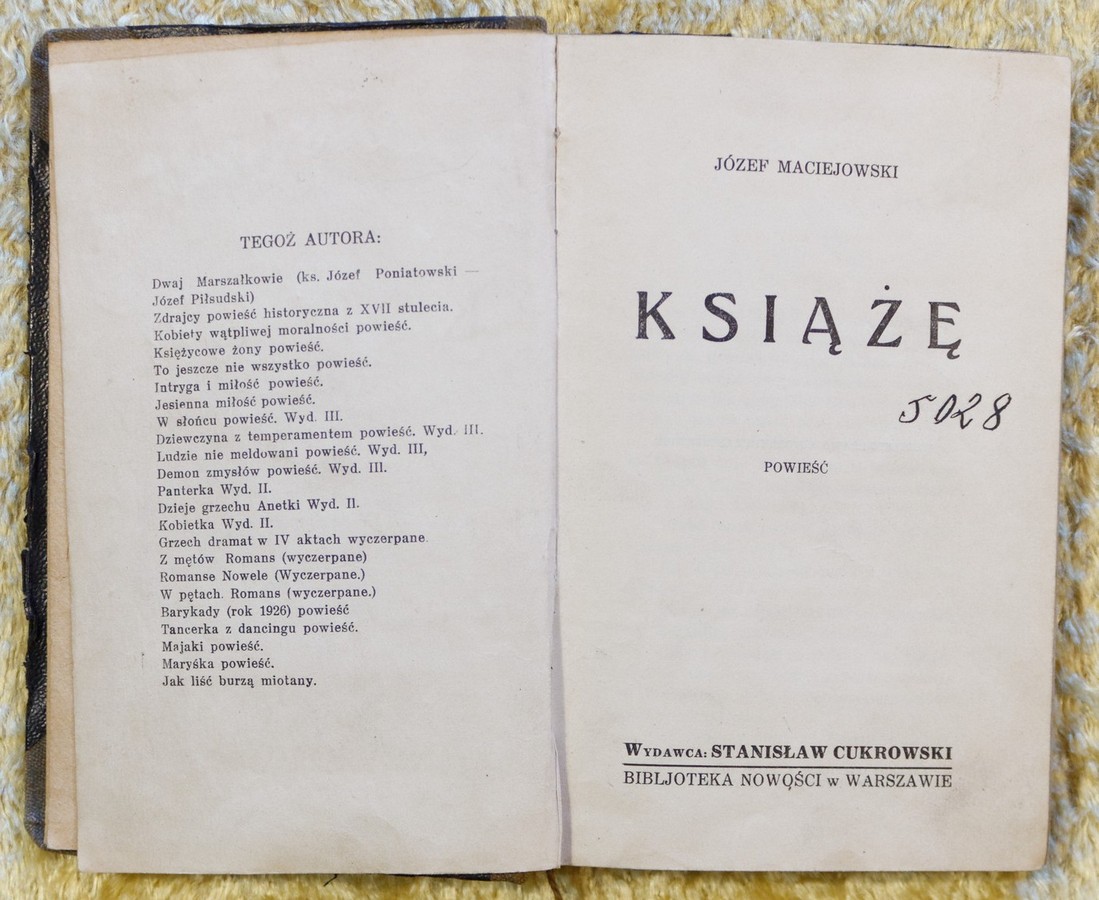 TEGOŻ AUTORA:
Dwaj Marszałkowie (ks. Józef Poniatowski —
Józef Piłsudski)
Zdrajcy powieść historyczna z XVII stulecia.
Kobiety wątpliwej moralności powieść.
Księżycowe żony powieść.
To jeszcze nie wszystko powieść.
Intryga i miłość powieść.
Jesienna miłość powieść.
W słońcu powieść. Wyd. III.
Dziewczyna z temperamentem powieść. Wyd. III.
Ludzie nie meldowani powieść. Wyd. III,
Demon zmysłów powieść. Wyd. III.
Panterka Wyd. II.
Dzieje grzechu Anetki Wyd. II.
Kobietka Wyd. II.
Grzech dramat w IV aktach wyczerpane.
Z mętów Romans (wyczerpane)
Romanse Nowele (Wyczerpane.)
W pętach. Romans (wyczerpane.)
Barykady (rok 1926) powieść
Tancerka z dancingu powieść.
Majaki powieść.
Maryśka powieść.
Jak liść burzą miotany.
JÓZEF MACIEJOWSKI
KSIĄŻĘ
5028
POWIEŚĆ
WYDAWCA: STANISŁAW CUKROWSKI
BIBLJOTEKA NOWOŚCI w WARSZAWIE